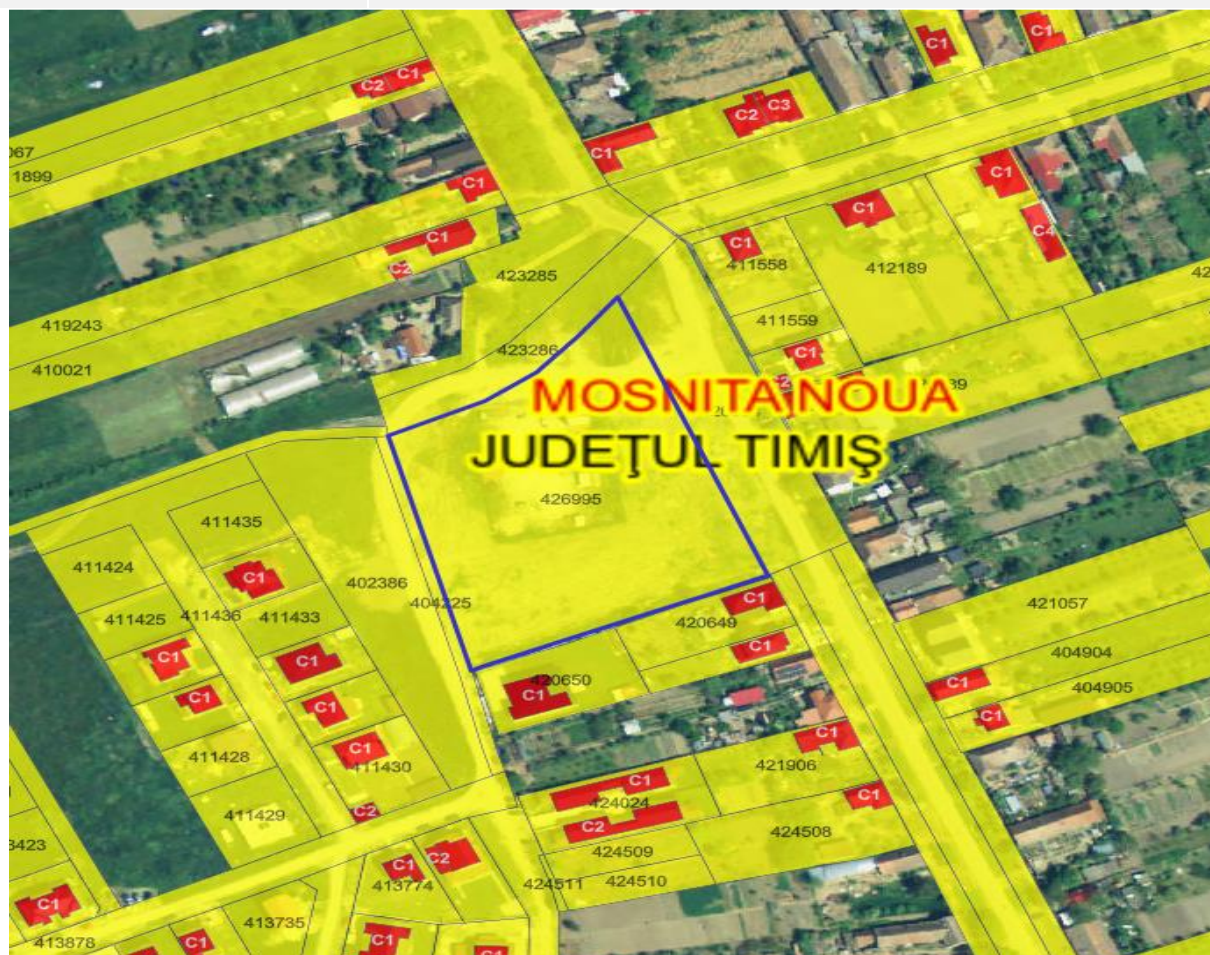 C1
C1
C2 C1
C2 C3
C1
067
1899
C1
C1
C1
C4
C1
C1
411558
412189
C2
423285
419243
411559
410021
423286
C1
C2
MOSNITA NOUA
JUDEŢUL TIMIŞ
426995
411435
411424
C1
402386
404225
411425
411436
411433
C1
420649
421057
C1
C1
C1
404904
420650
C1
C1
C1
404905
C1
C1
C1
C1
411428
411430
421906
C1
C1
424024
C2
411429
C2
424508
3423
424509
C1
C2
413774
424511
424510
C1
413735
C1
C1
413878
C1